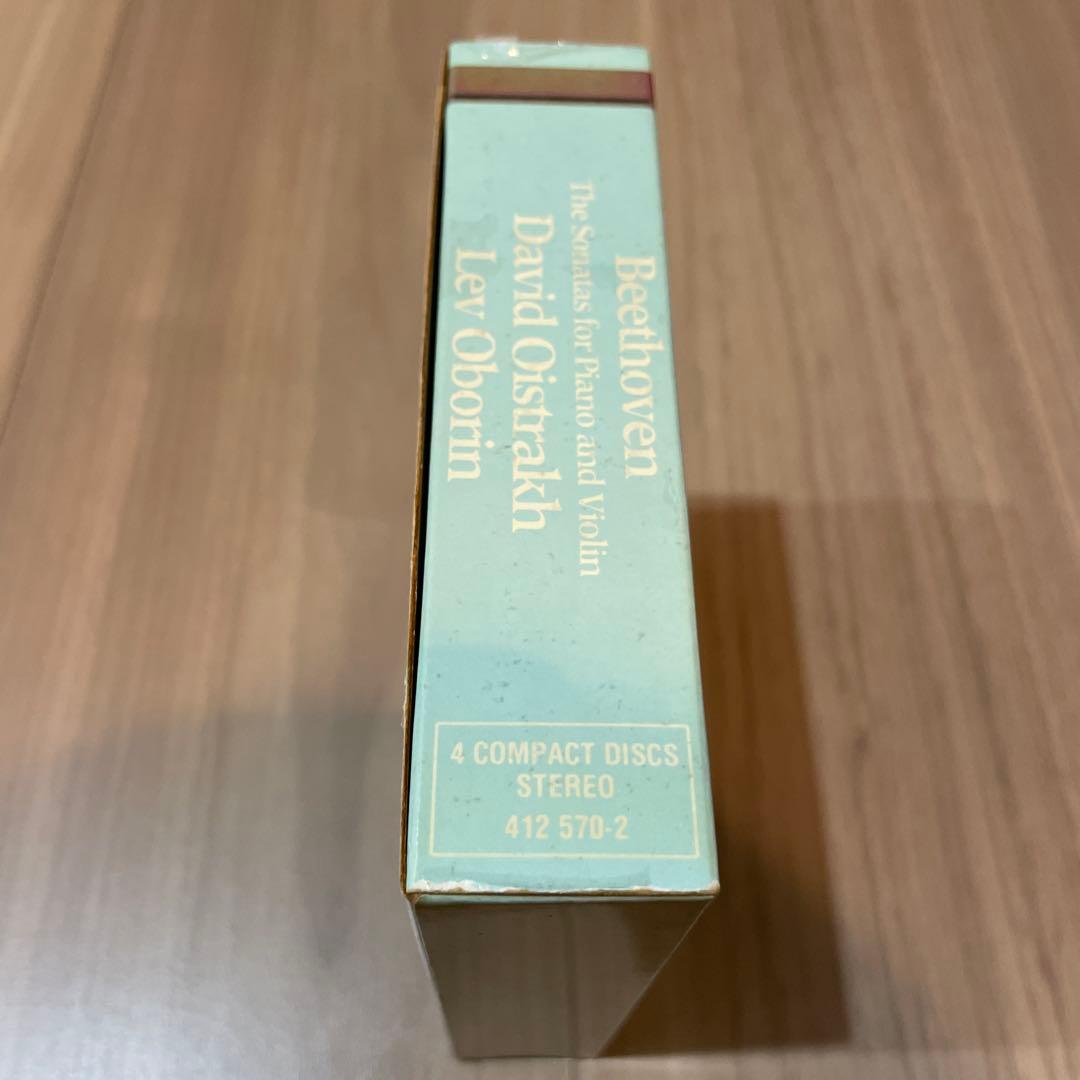 Beethoven
The Sonatas for Piano and Violin
David Oistrakh
Lev Oborin
4 COMPACT DISCS
STEREO
412 570-2